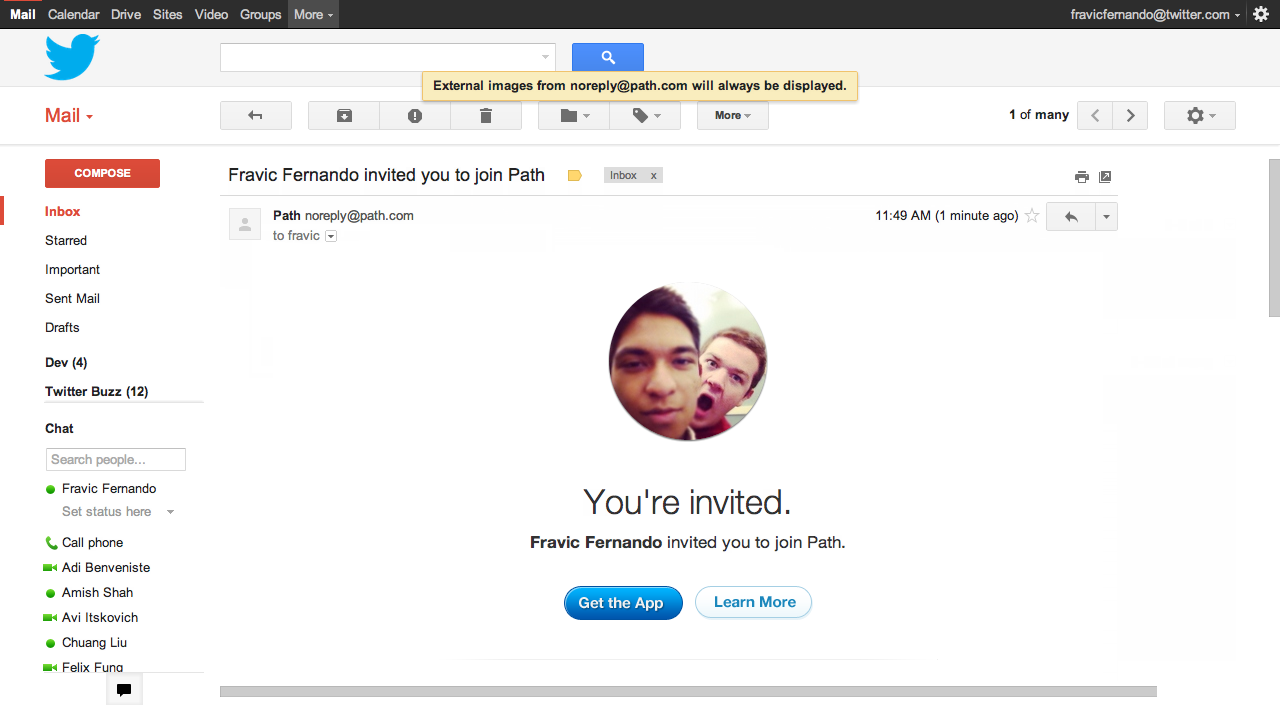 Mail Calendar Drive Sites Video Groups More fravicfernando@twitter.com
External images from noreply@path.com will always be displayed.
Mail More 1 of many
COMPOSE
Fravic Fernando invited you to join Path Inbox x
Inbox
Path noreply@path.com 11:49 AM (1 minute ago)
to fravic
Starred
Important
Sent Mail
Drafts
Dev (4)
Twitter Buzz (12)
Chat
Search people...
Fravic Fernando
Set status here
Call phone
Adi Benveniste
Amish Shah
Avi Itskovich
Chuang Liu
Felix Fung
You're invited.
Fravic Fernando invited you to join Path.
Get the App Learn More